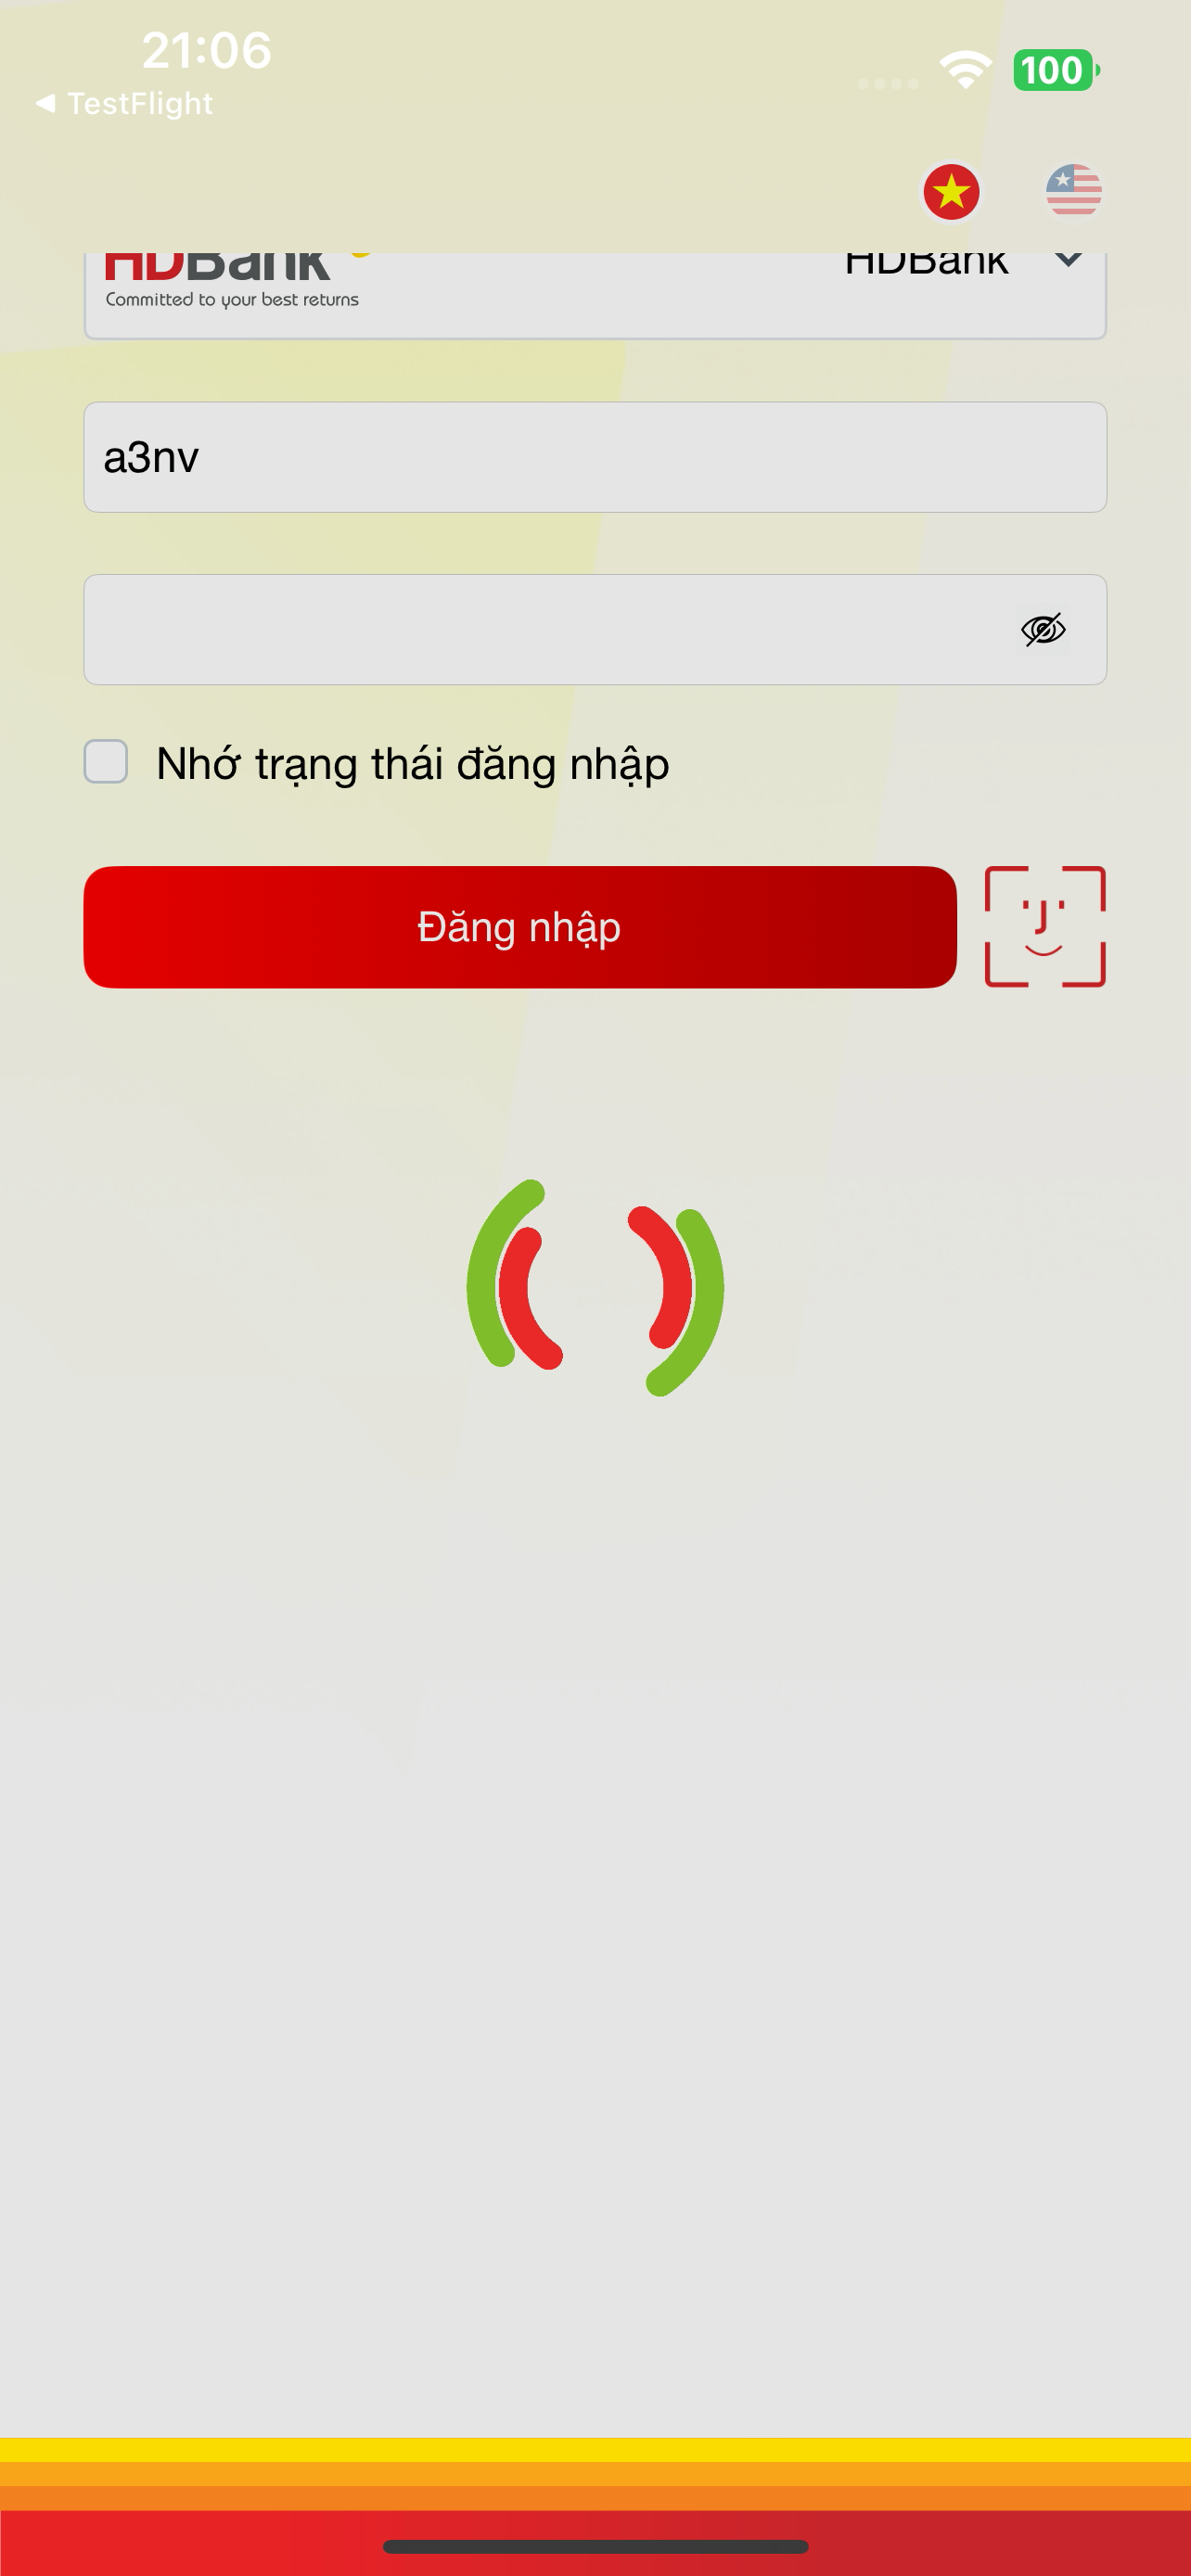 21:06
100
◀ TestFlight
HDBank
HDBank
Committed to your best returns
a3nv
Nhớ trạng thái đăng nhập
Đăng nhập